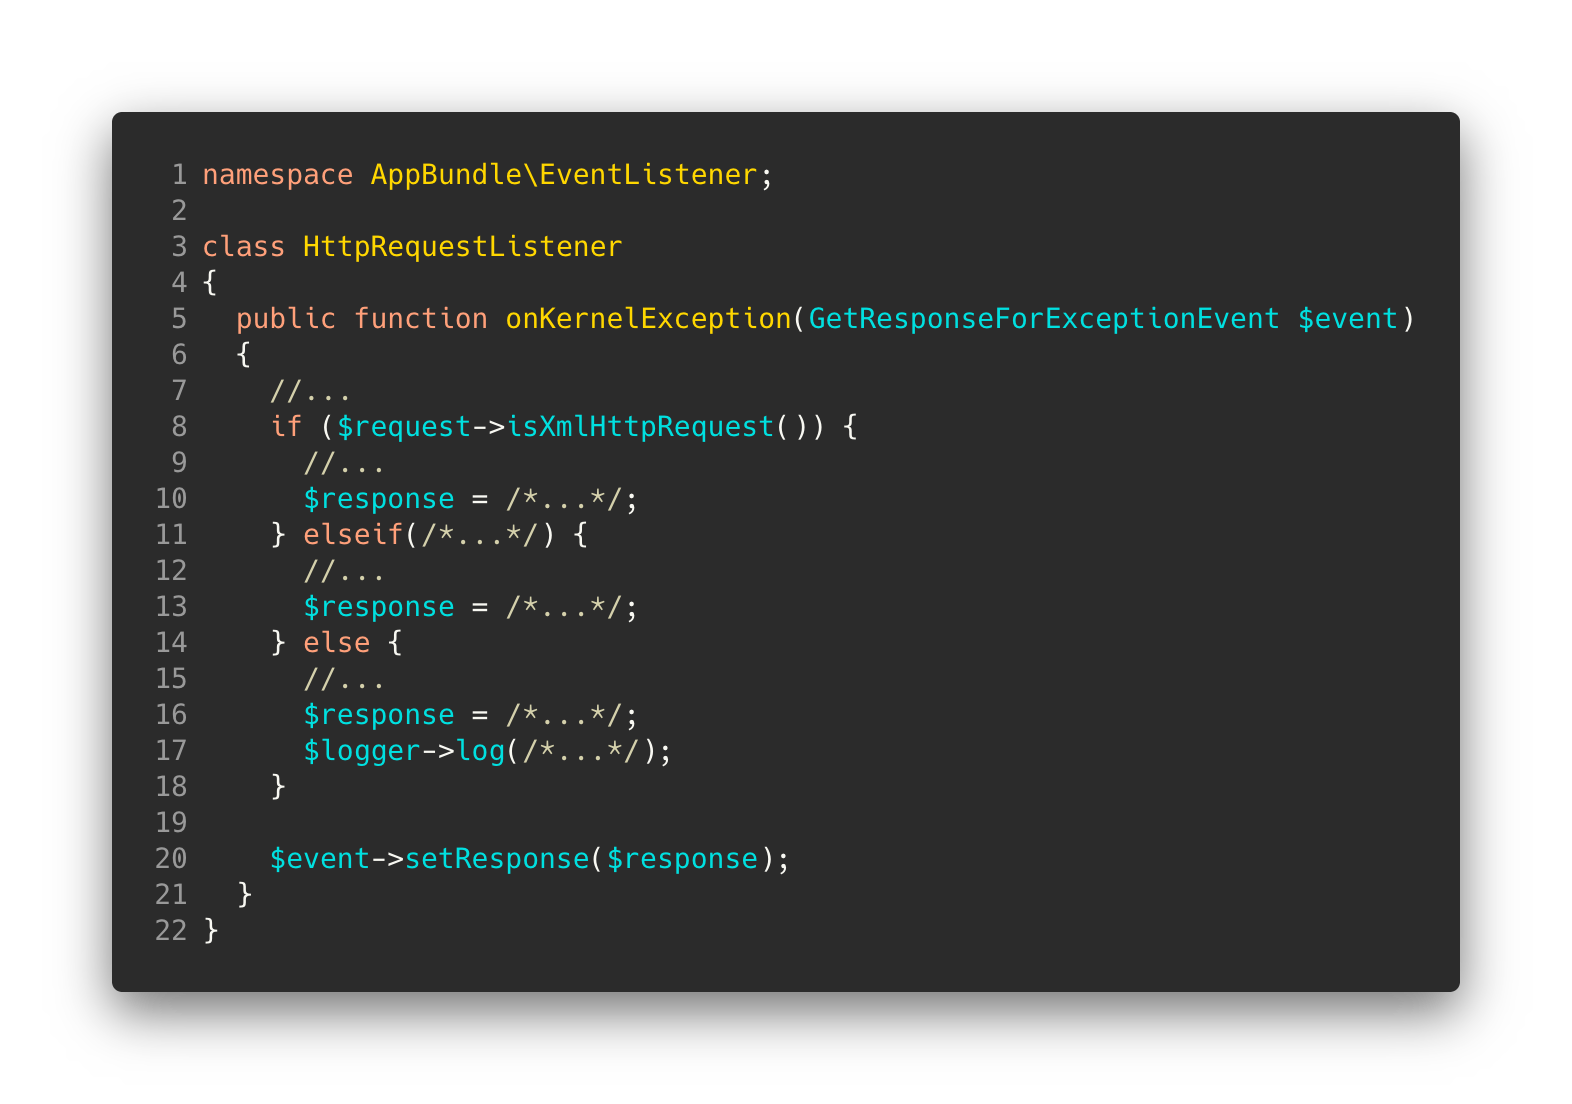 1 namespace AppBundle\EventListener;
2
3 class HttpRequestListener
4 {
5   public function onKernelException(GetResponseForExceptionEvent $event)
6   {
7     //...
8     if ($request->isXmlHttpRequest()) {
9       //...
10       $response = /*...*/;
11     } elseif(/*...*/) {
12       //...
13       $response = /*...*/;
14     } else {
15       //...
16       $response = /*...*/;
17       $logger->log(/*...*/);
18     }
19
20     $event->setResponse($response);
21   }
22 }